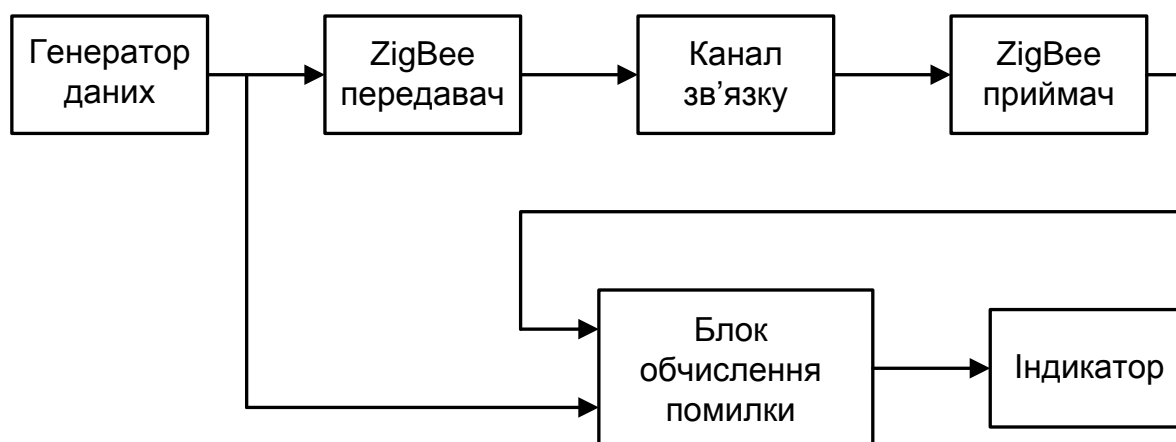 Генератор
даних
ZigBee
передавач
Канал
зв’язку
ZigBee
приймач
Блок
обчислення
помилки
Індикатор